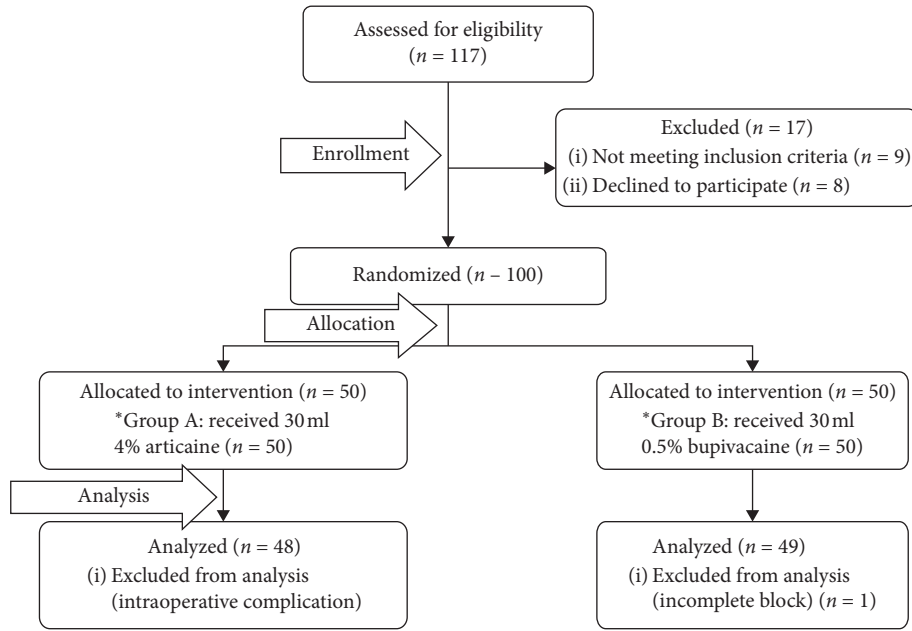 Assessed for eligibility
(n = 117)
Enrollment
Excluded (n = 17)
(i) Not meeting inclusion criteria (n = 9)
(ii) Declined to participate (n = 8)
Randomized (n – 100)
Allocation
Allocated to intervention (n = 50)
*Group A: received 30 ml
4% articaine (n = 50)
Allocated to intervention (n = 50)
*Group B: received 30 ml
0.5% bupivacaine (n = 50)
Analysis
Analyzed (n = 48)
(i) Excluded from analysis
(intraoperative complication)
Analyzed (n = 49)
(i) Excluded from analysis
(incomplete block) (n = 1)